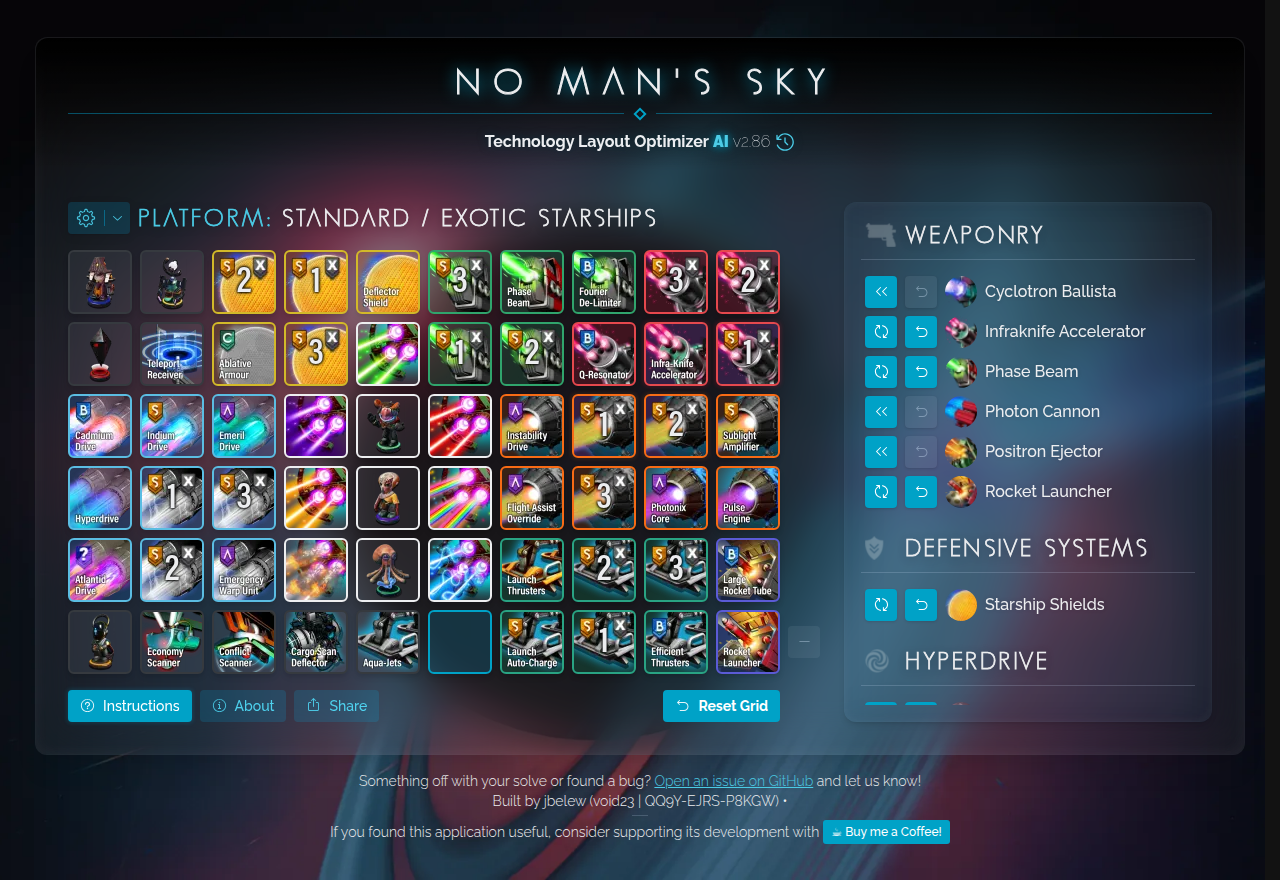 NO MAN'S SKY
Technology Layout Optimizer AI v2.86
PLATFORM: STANDARD / EXOTIC STARSHIPS
S 2 X
S 1 X
Deflector Shield
S 3 X
Phase Beam
B Fourier De-Limiter
S 3 X
S 2 X
Teleport Receiver
C Ablative Armour
S 3 X
S 1 X
S 2 X
B Q-Resonator
Infra-Knife Accelerator
S 1 X
B Cadmium Drive
S Indium Drive
A Emeril Drive
A Instability Drive
S 1 X
S 2 X
S Sublight Amplifier
Hyperdrive
S 1 X
S 3 X
A Flight Assist Override
S 3 X
A Photonix Core
Pulse Engine
? Atlantid Drive
S 2 X
A Emergency Warp Unit
Launch Thrusters
S 2 X
S 3 X
B Large Rocket Tube
Economy Scanner
Conflict Scanner
Cargo Scan Deflector
Aqua-Jets
S Launch Auto-Charge
S 1 X
B Efficient Thrusters
Rocket Launcher
Instructions
About
Share
Reset Grid
WEAPONRY
Cyclotron Ballista
Infraknife Accelerator
Phase Beam
Photon Cannon
Positron Ejector
Rocket Launcher
DEFENSIVE SYSTEMS
Starship Shields
HYPERDRIVE
Something off with your solve or found a bug? Open an issue on GitHub and let us know!
Built by jbelew (void23 | QQ9Y-EJRS-P8KGW) •
If you found this application useful, consider supporting its development with Buy me a Coffee!